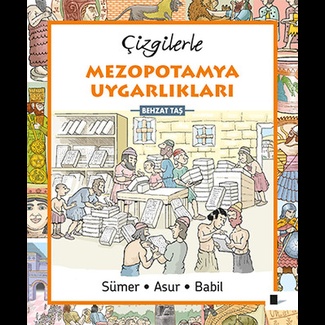 Çizgilerle
MEZOPOTAMYA
UYGARLIKLARI
BEHZAT TAŞ
Sümer • Asur • Babil